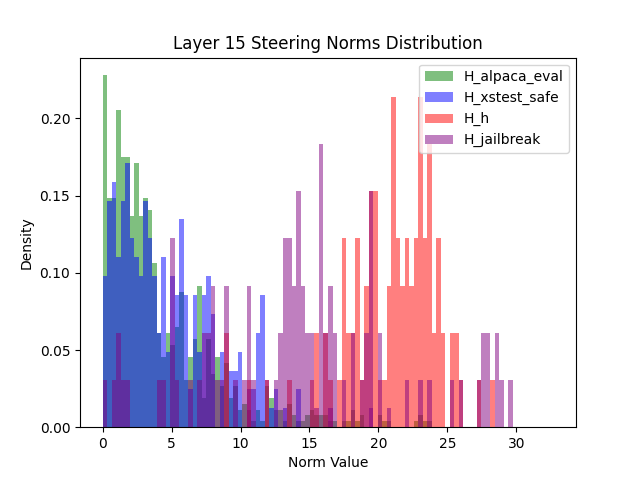 Layer 15 Steering Norms Distribution
H_alpaca_eval
H_xstest_safe
H_h
H_jailbreak
Density
0.20
0.15
0.10
0.05
0.00
0 5 10 15 20 25 30
Norm Value